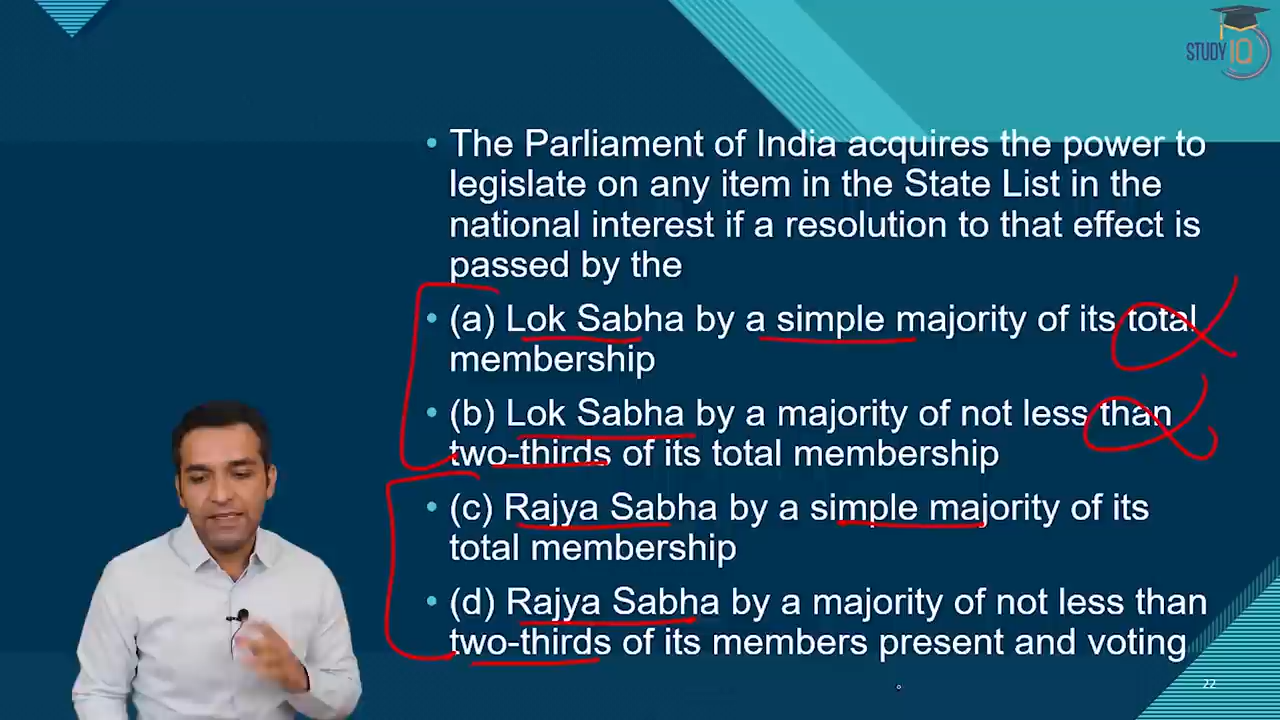 STUDY IQ
• The Parliament of India acquires the power to
legislate on any item in the State List in the
national interest if a resolution to that effect is
passed by the
• (a) Lok Sabha by a simple majority of its total
membership
• (b) Lok Sabha by a majority of not less than
two-thirds of its total membership
• (c) Rajya Sabha by a simple majority of its
total membership
• (d) Rajya Sabha by a majority of not less than
two-thirds of its members present and voting
22